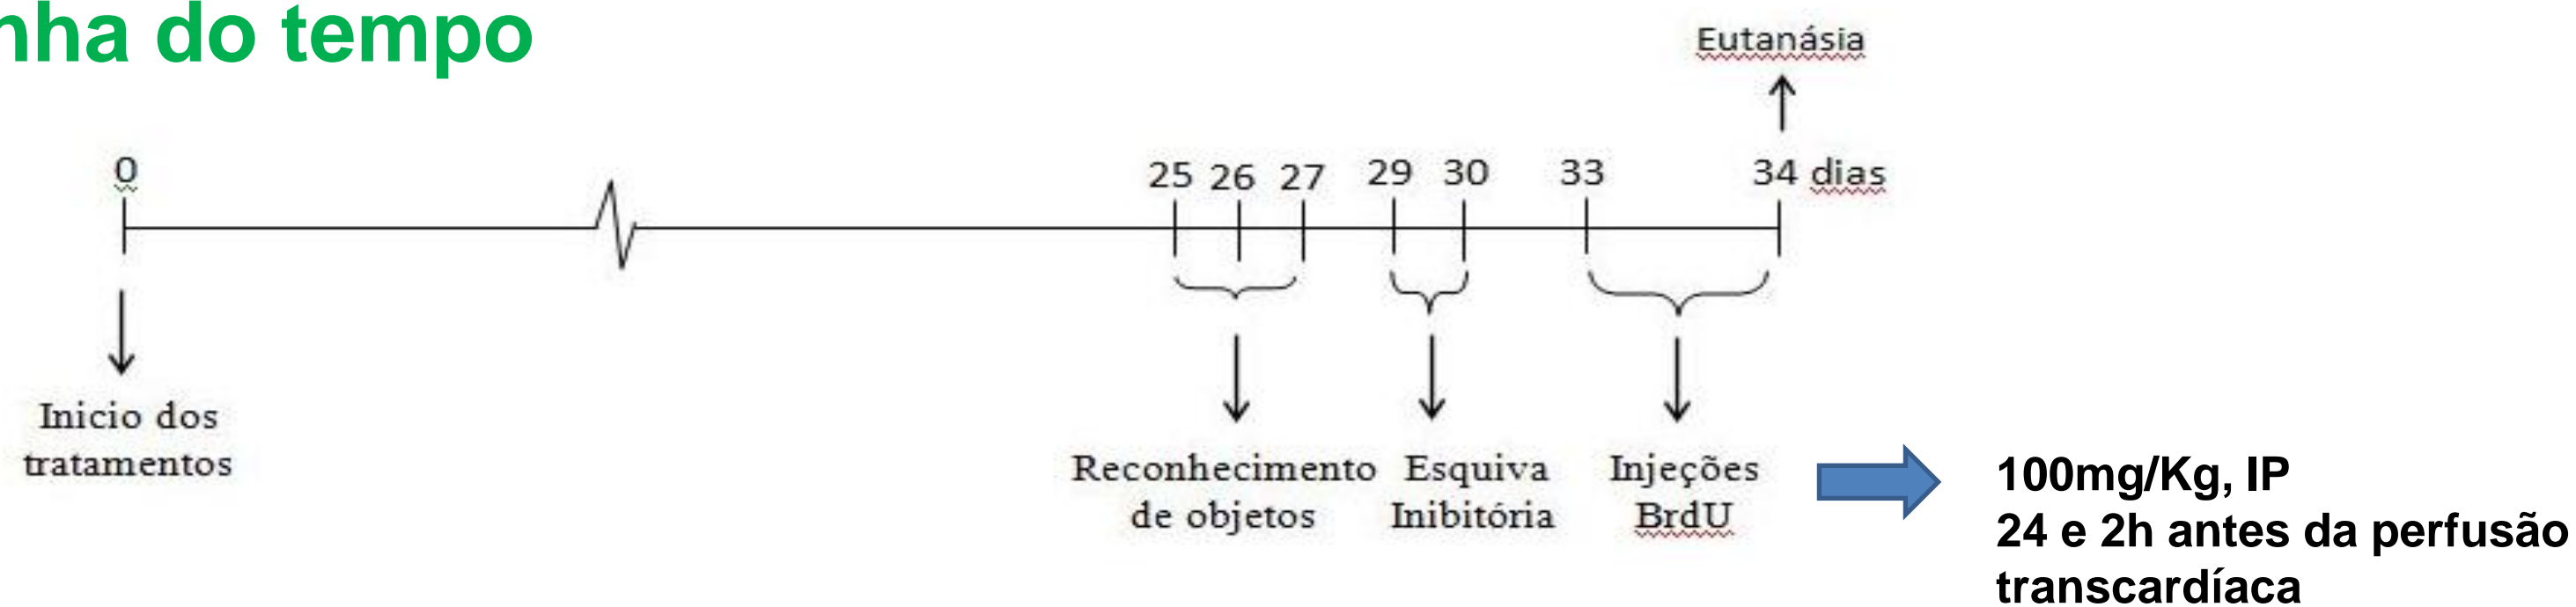 nha do tempo
Eutanásia
0
25 26 27 29 30 33 34 dias
Inicio dos
tratamentos
Reconhecimento
de objetos
Esquiva
Inibitória
Injeções
BrdU
100mg/Kg, IP
24 e 2h antes da perfusão
transcardíaca